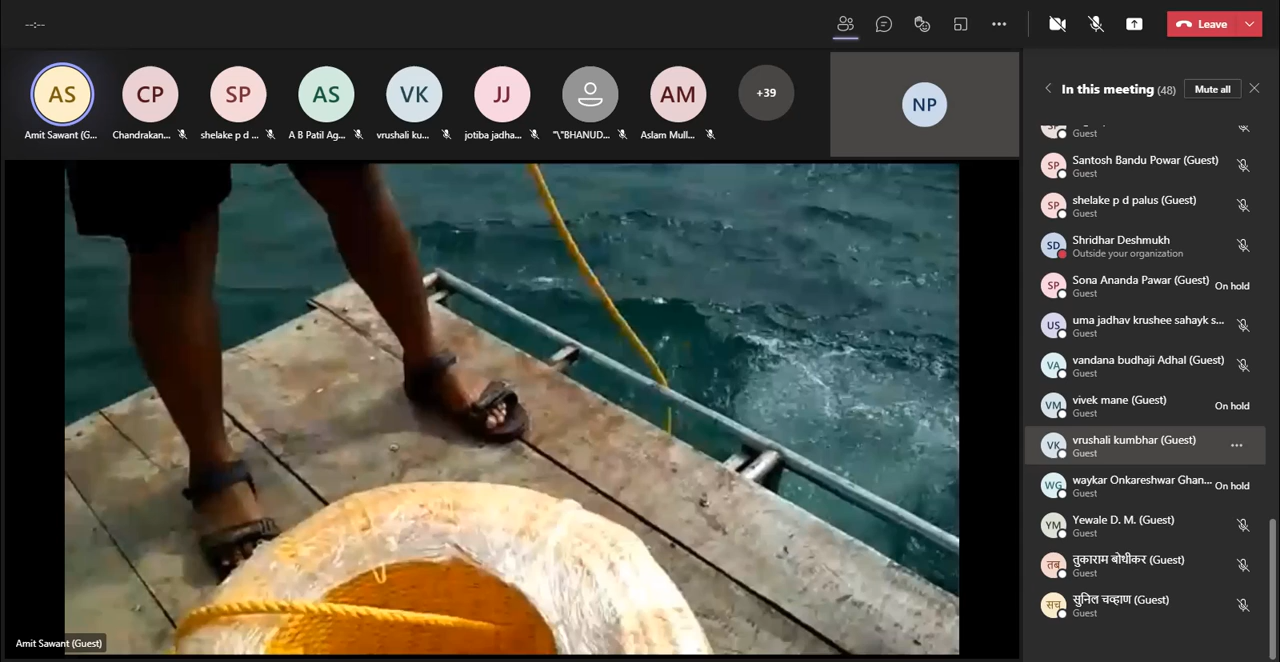 --:--
Leave
AS
CP
SP
AS
VK
JJ
AM
+39
NP
Amit Sawant (G...
Chandrakan...
shelake p d ...
A B Patil Ag...
vrushali ku...
jotiba jadha...
"\"BHANUD...
Aslam Mull...
In this meeting (48)
Mute all
Guest
SP
Santosh Bandu Powar (Guest)
Guest
SP
shelake p d palus (Guest)
Guest
SD
Shridhar Deshmukh
Outside your organization
SP
Sona Ananda Pawar (Guest)
On hold
Guest
US
uma jadhav krushee sahayk s...
Guest
VA
vandana budhaji Adhal (Guest)
Guest
VM
vivek mane (Guest)
On hold
Guest
VK
vrushali kumbhar (Guest)
Guest
WG
waykar Onkareshwar Ghan...
On hold
Guest
YM
Yewale D. M. (Guest)
Guest
तब
तुकाराम बोधीकर (Guest)
Guest
सच
सुनिल चव्हाण (Guest)
Guest
Amit Sawant (Guest)